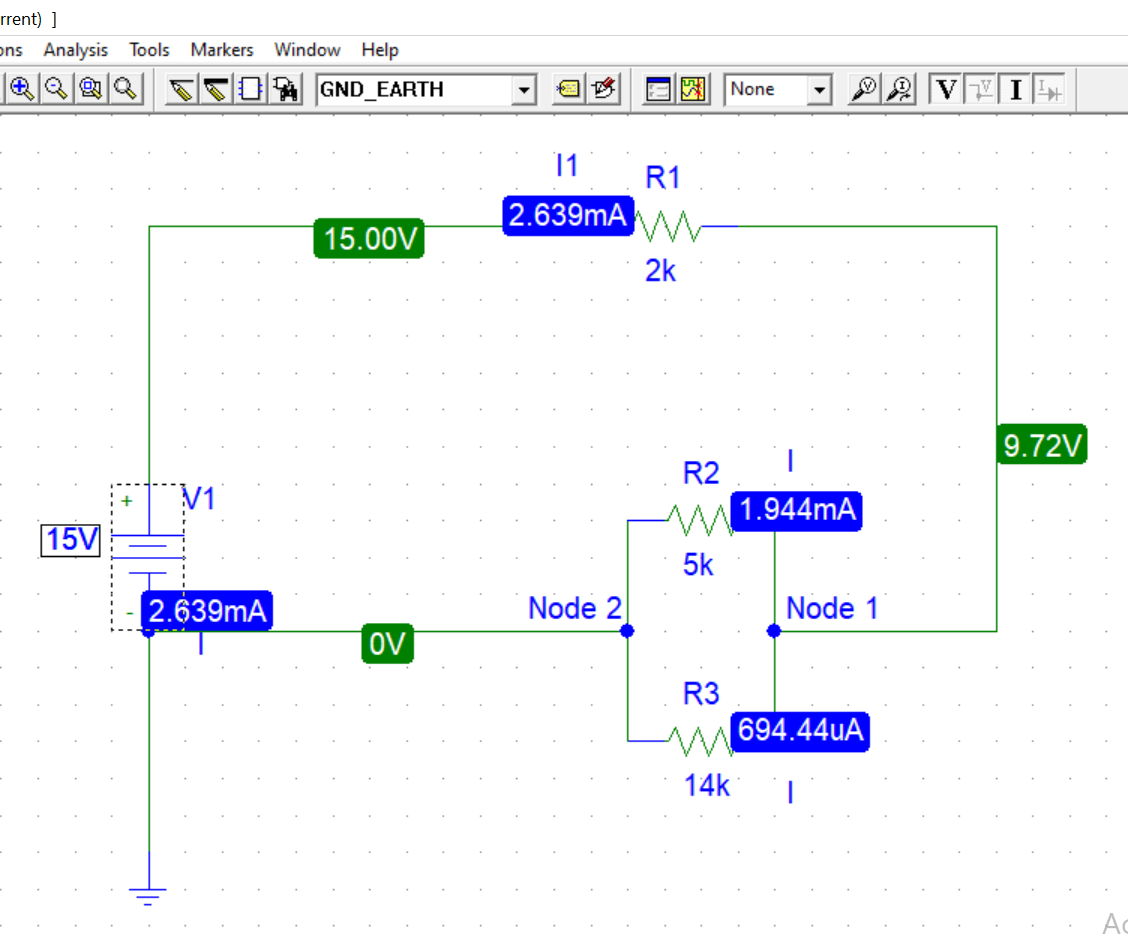 rrent) ]
ons Analysis Tools Markers Window Help
GND_EARTH None V V I I
I1
R1
2.639mA
15.00V
2k
9.72V
I
R2
1.944mA
+ V1
15V
5k
- 2.639mA
Node 2 Node 1
0V
I
R3
694.44uA
14k
I
Ac